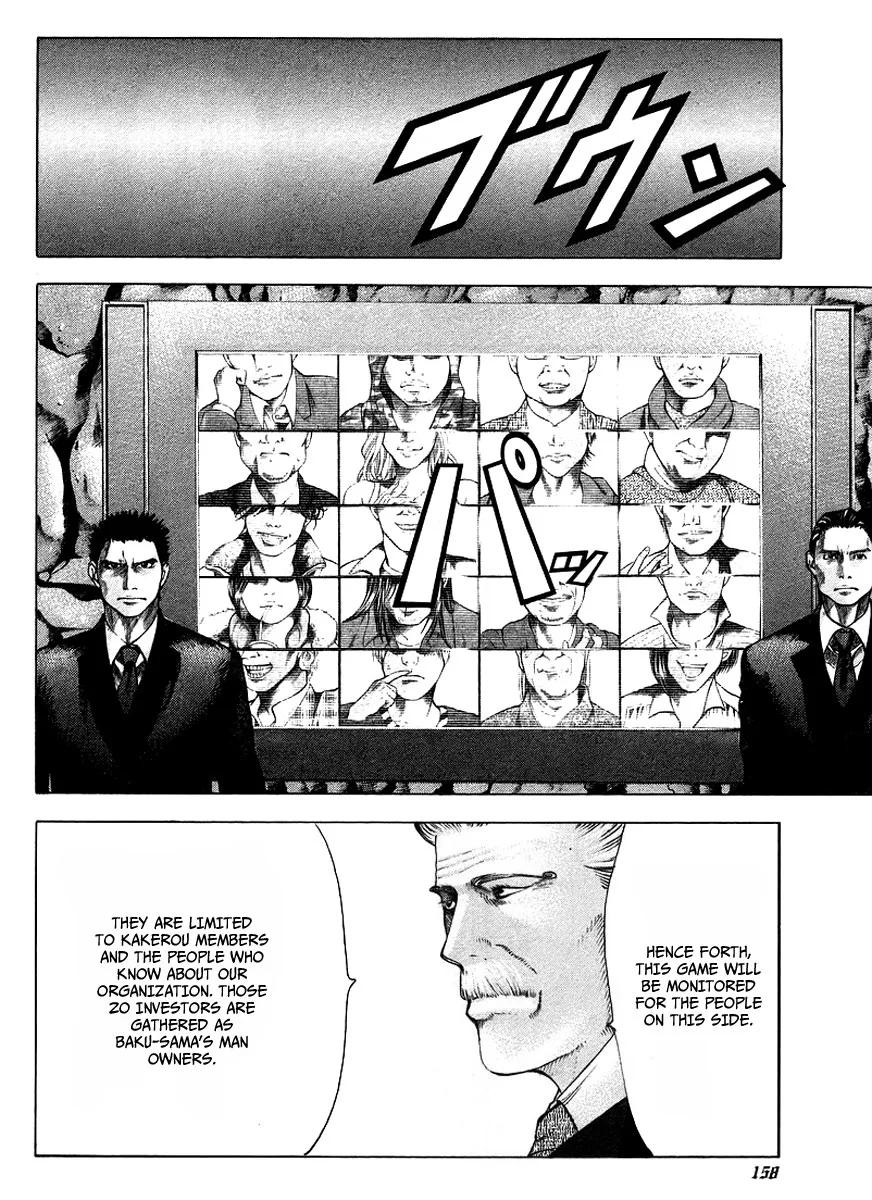 ブウン
パッ
HENCE FORTH,
THIS GAME WILL
BE MONITORED
FOR THE PEOPLE
ON THIS SIDE.
THEY ARE LIMITED
TO KAKEROU MEMBERS
AND THE PEOPLE WHO
KNOW ABOUT OUR
ORGANIZATION. THOSE
20 INVESTORS ARE
GATHERED AS
BAKU-SAMA'S MAN
OWNERS.
158